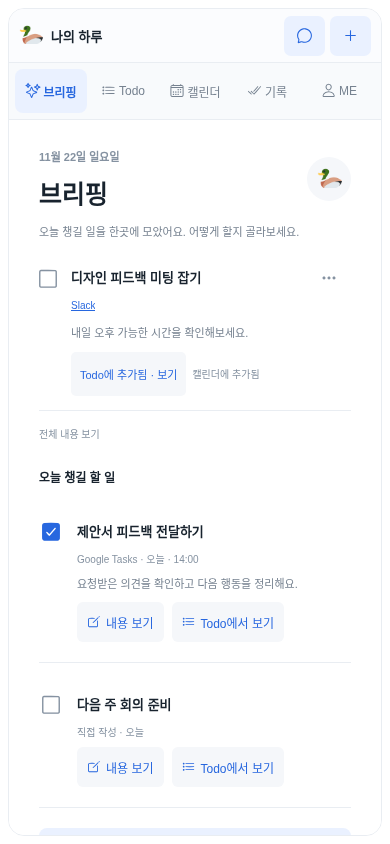 나의 하루
브리핑
Todo
캘린더
기록
ME
11월 22일 일요일
브리핑
오늘 챙길 일을 한곳에 모았어요. 어떻게 할지 골라보세요.
디자인 피드백 미팅 잡기
Slack
내일 오후 가능한 시간을 확인해보세요.
Todo에 추가됨 · 보기
캘린더에 추가됨
전체 내용 보기
오늘 챙길 할 일
제안서 피드백 전달하기
Google Tasks · 오늘 · 14:00
요청받은 의견을 확인하고 다음 행동을 정리해요.
내용 보기
Todo에서 보기
다음 주 회의 준비
직접 작성 · 오늘
내용 보기
Todo에서 보기